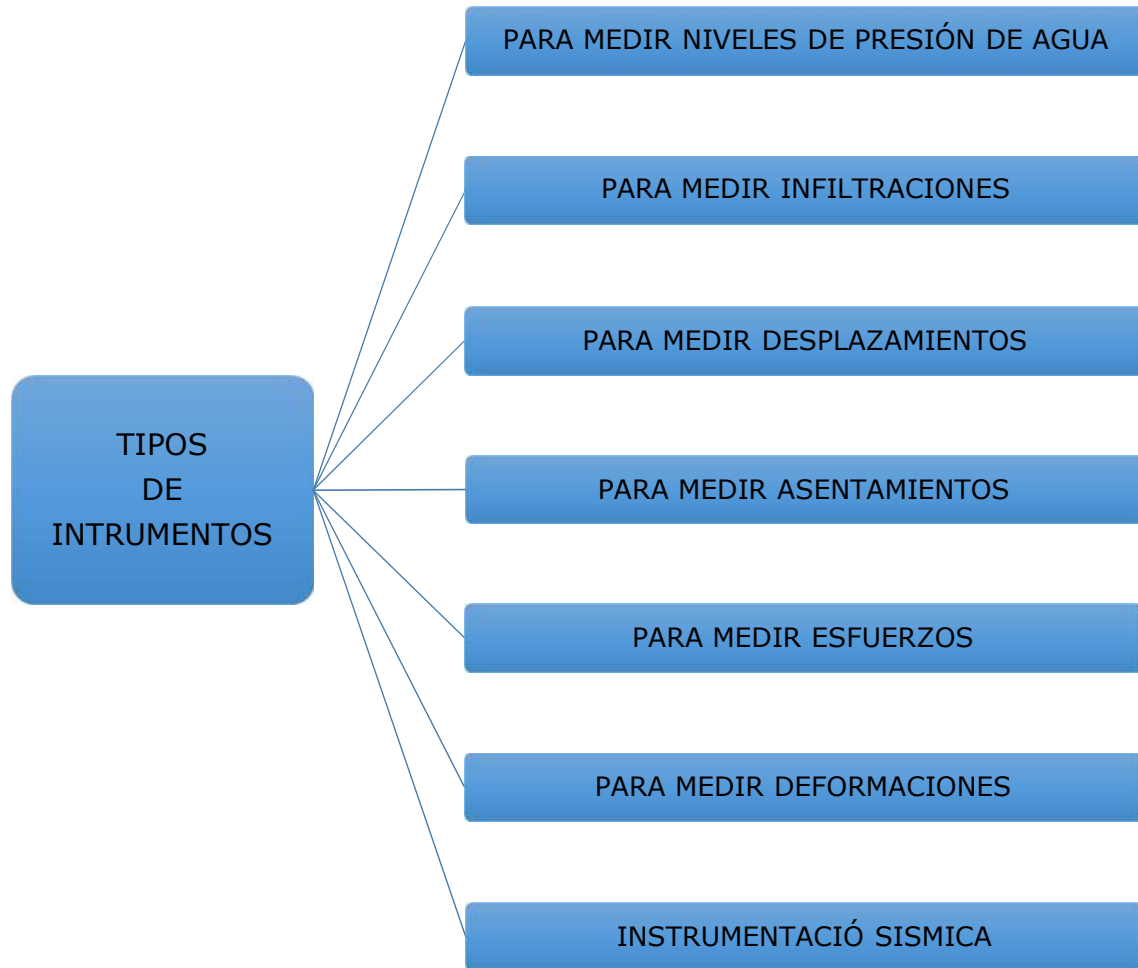 PARA MEDIR NIVELES DE PRESIÓN DE AGUA
PARA MEDIR INFILTRACIONES
PARA MEDIR DESPLAZAMIENTOS
TIPOS
DE
INTRUMENTOS
PARA MEDIR ASENTAMIENTOS
PARA MEDIR ESFUERZOS
PARA MEDIR DEFORMACIONES
INSTRUMENTACIÓ SISMICA